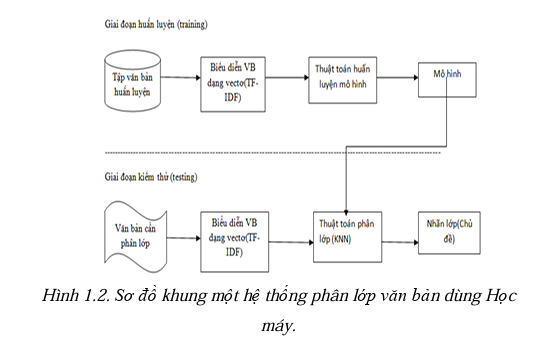 Giai đoạn huấn luyện (training)
Tập văn bản
huấn luyện
Biểu diễn VB
dạng vecto(TF-
IDF)
Thuật toán huấn
luyện mô hình
Mô hình
Giai đoạn kiểm thử (testing)
Văn bản cần
phân lớp
Biểu diễn VB
dạng vecto(TF-
IDF)
Thuật toán phân
lớp (KNN)
Nhãn lớp(Chủ
đề)
Hình 1.2. Sơ đồ khung một hệ thống phân lớp văn bản dùng Học
máy.